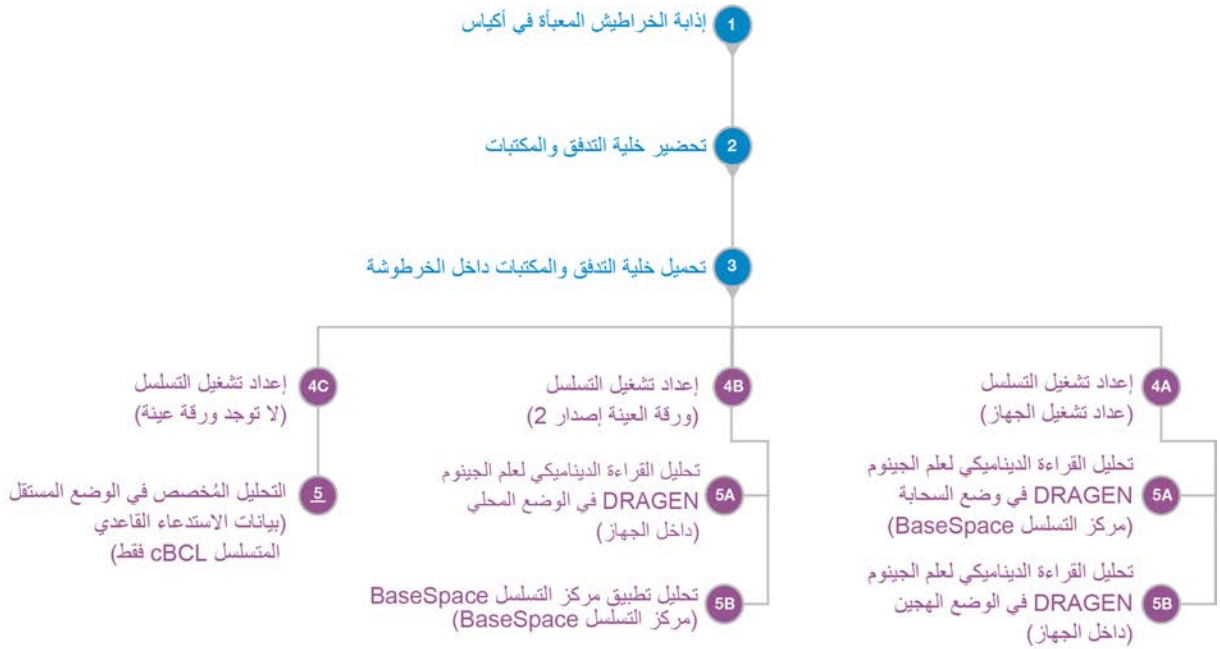 1 إذابة الخراطيش المعبأة في أكياس
2 تحضير خلية التدفق والمكتبات
3 تحميل خلية التدفق والمكتبات داخل الخرطوشة
4A إعداد تشغيل التسلسل
(عداد تشغيل الجهاز)
5A تحليل القراءة الديناميكي لعلم الجينوم
DRAGEN في وضع السحابة
(مركز التسلسل BaseSpace)
5B تحليل القراءة الديناميكي لعلم الجينوم
DRAGEN في الوضع الهجين
(داخل الجهاز)
4B إعداد تشغيل التسلسل
(ورقة العينة إصدار 2)
5A تحليل القراءة الديناميكي لعلم الجينوم
DRAGEN في الوضع المحلي
(داخل الجهاز)
5B تحليل تطبيق مركز التسلسل BaseSpace
(مركز التسلسل BaseSpace)
4C إعداد تشغيل التسلسل
(لا توجد ورقة عينة)
5 التحليل المُخصص في الوضع المستقل
(بيانات الاستدعاء القاعدي
المتسلسل cBCL فقط)